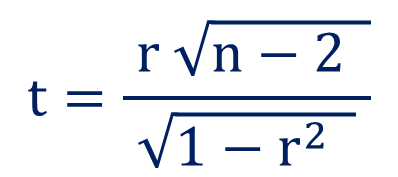 t = r √n − 2 / √1 − r²